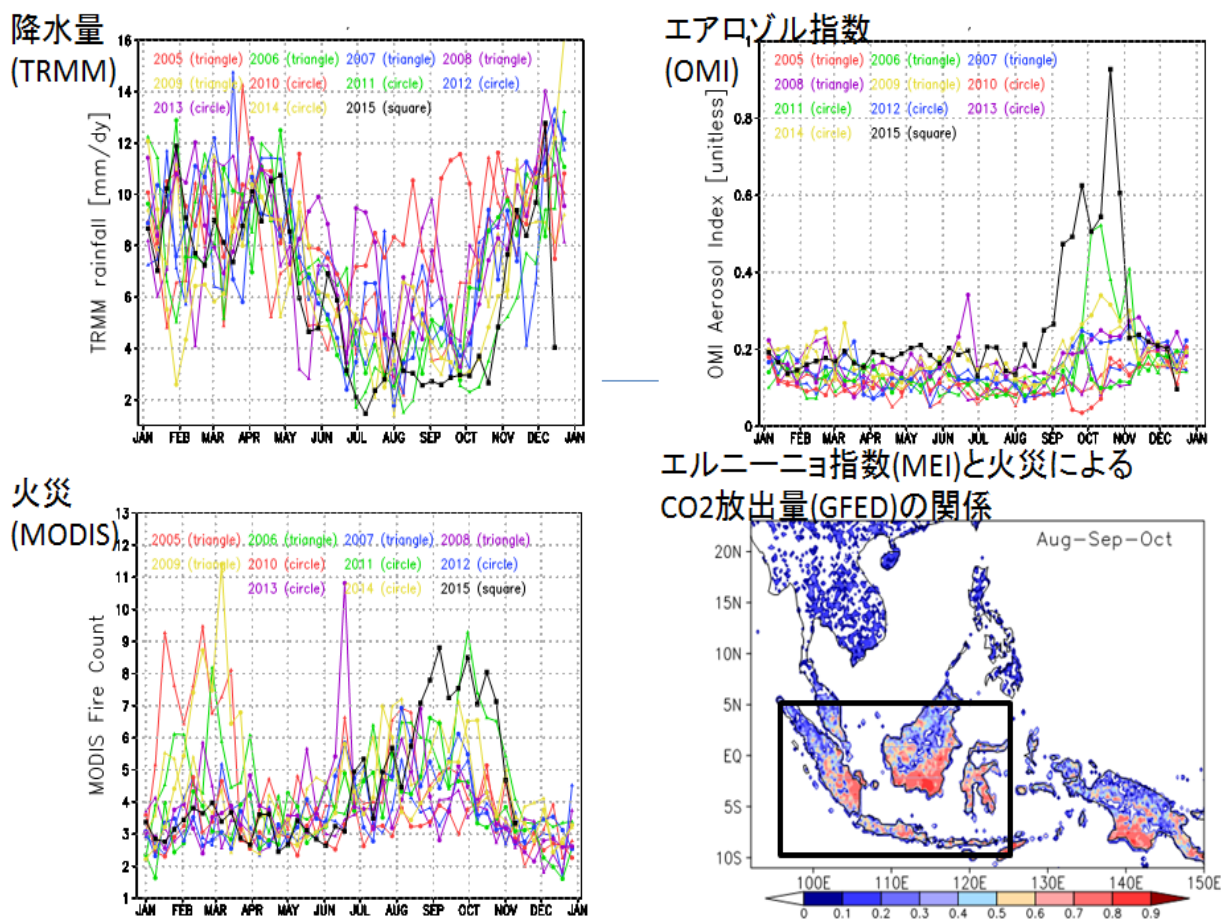 降水量
(TRMM)
2005 (triangle) 2006 (triangle) 2007 (triangle) 2008 (triangle)
2009 (triangle) 2010 (circle) 2011 (circle) 2012 (circle)
2013 (circle) 2014 (circle) 2015 (square)
TRMM rainfall [mm/dy]
16
14
12
10
8
6
4
2
JAN FEB MAR APR MAY JUN JUL AUG SEP OCT NOV DEC JAN
エアロゾル指数
(OMI)
2005 (triangle) 2006 (triangle) 2007 (triangle)
2008 (triangle) 2009 (triangle) 2010 (circle)
2011 (circle) 2012 (circle) 2013 (circle)
2014 (circle) 2015 (square)
OMI Aerosol Index [unitless]
1
0.8
0.6
0.4
0.2
0
JAN FEB MAR APR MAY JUN JUL AUG SEP OCT NOV DEC JAN
火災
(MODIS)
2005 (triangle) 2006 (triangle) 2007 (triangle) 2008 (triangle)
2009 (triangle) 2010 (circle) 2011 (circle) 2012 (circle)
2013 (circle) 2014 (circle) 2015 (square)
MODIS Fire Count
13
12
11
10
9
8
7
6
5
4
3
2
1
JAN FEB MAR APR MAY JUN JUL AUG SEP OCT NOV DEC JAN
エルニーニョ指数(MEI)と火災による
CO2放出量(GFED)の関係
Aug-Sep-Oct
20N
15N
10N
5N
EQ
5S
10S
100E 110E 120E 130E 140E 150E
0 0.1 0.2 0.3 0.4 0.5 0.6 0.7 0.8 0.9